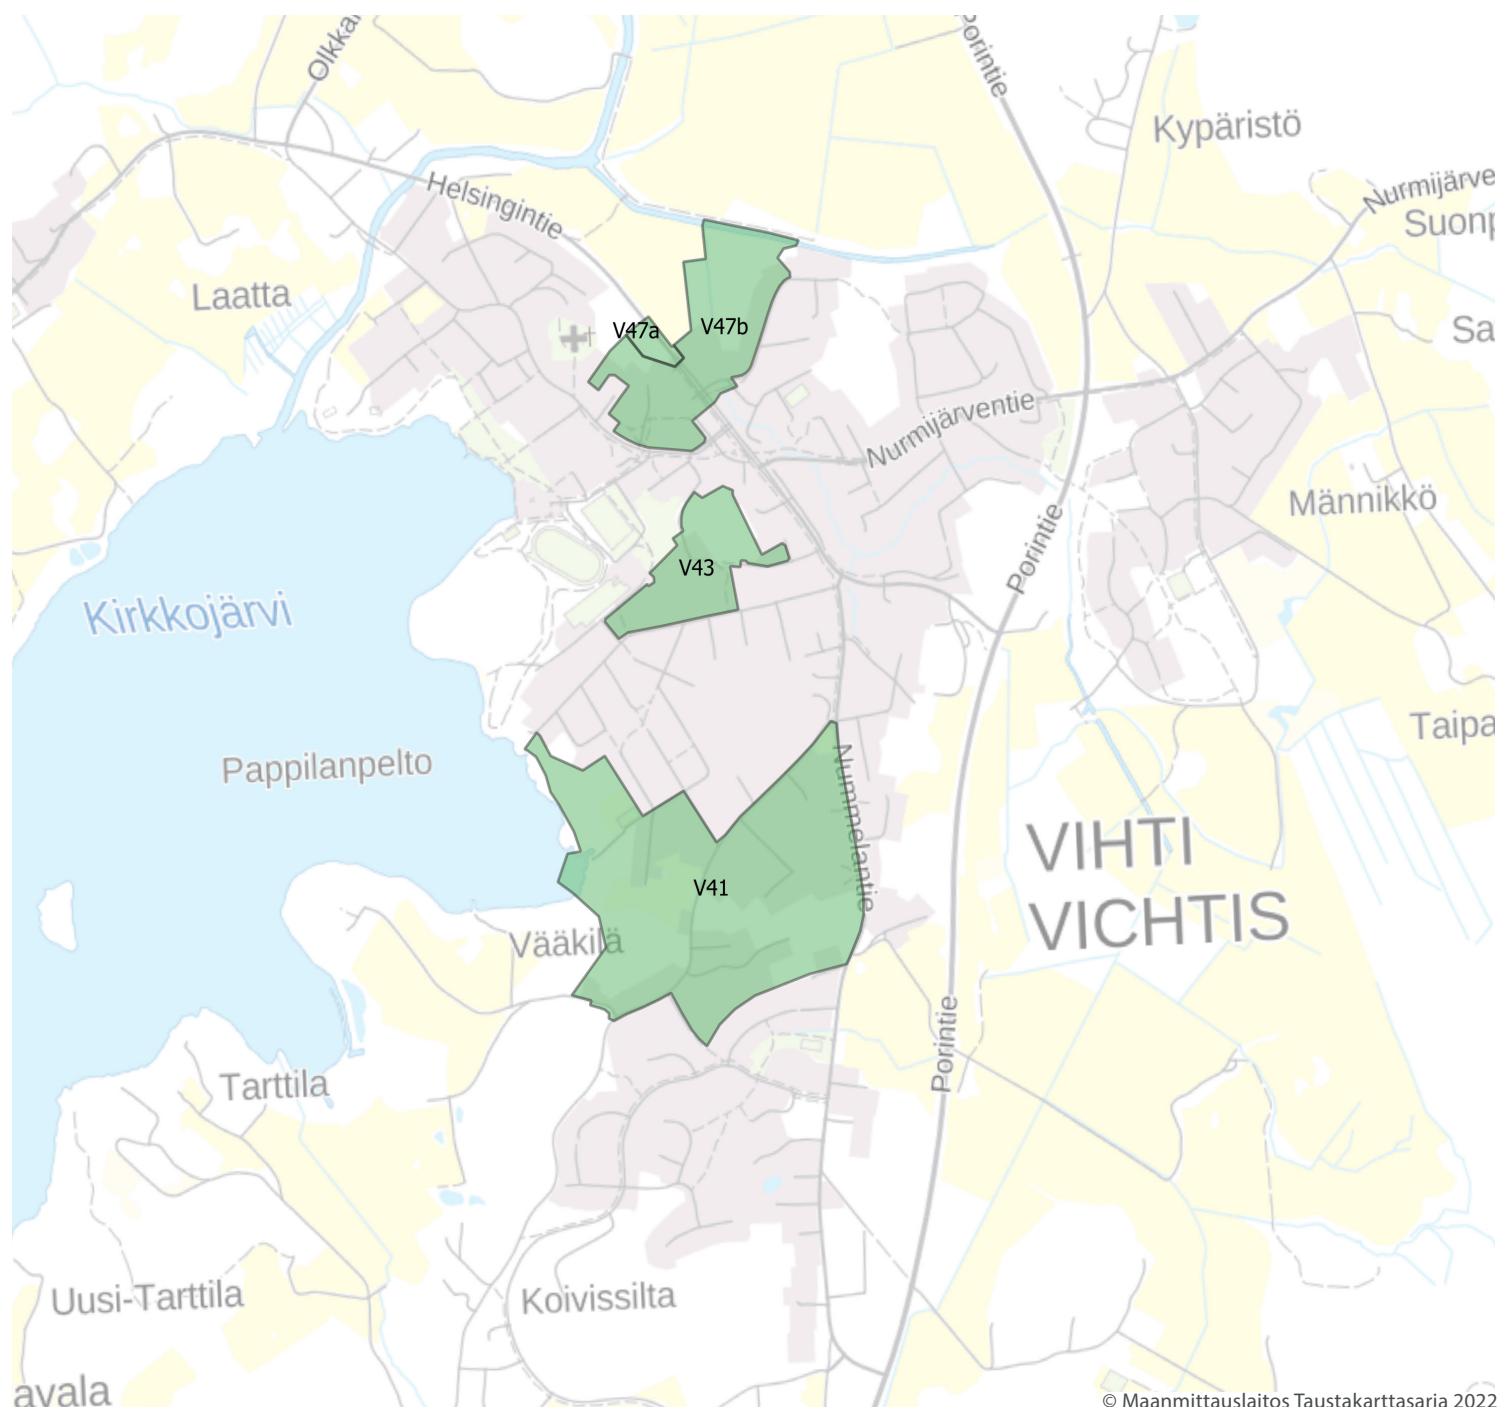 Olkka
Porintie
Kypäristö
Helsingintie
Nurmijärve
Suonp
Laatta
V47a
V47b
Sa
Nurmijärventie
Männikkö
V43
Porintie
Kirkkojärvi
Taipa
Pappilanpelto
Nummelantie
VIHTI
VICHTIS
V41
Vääkilä
Porintie
Tarttila
Uusi-Tarttila
Koivissilta
avala
© Maanmittauslaitos Taustakarttasarja 2022